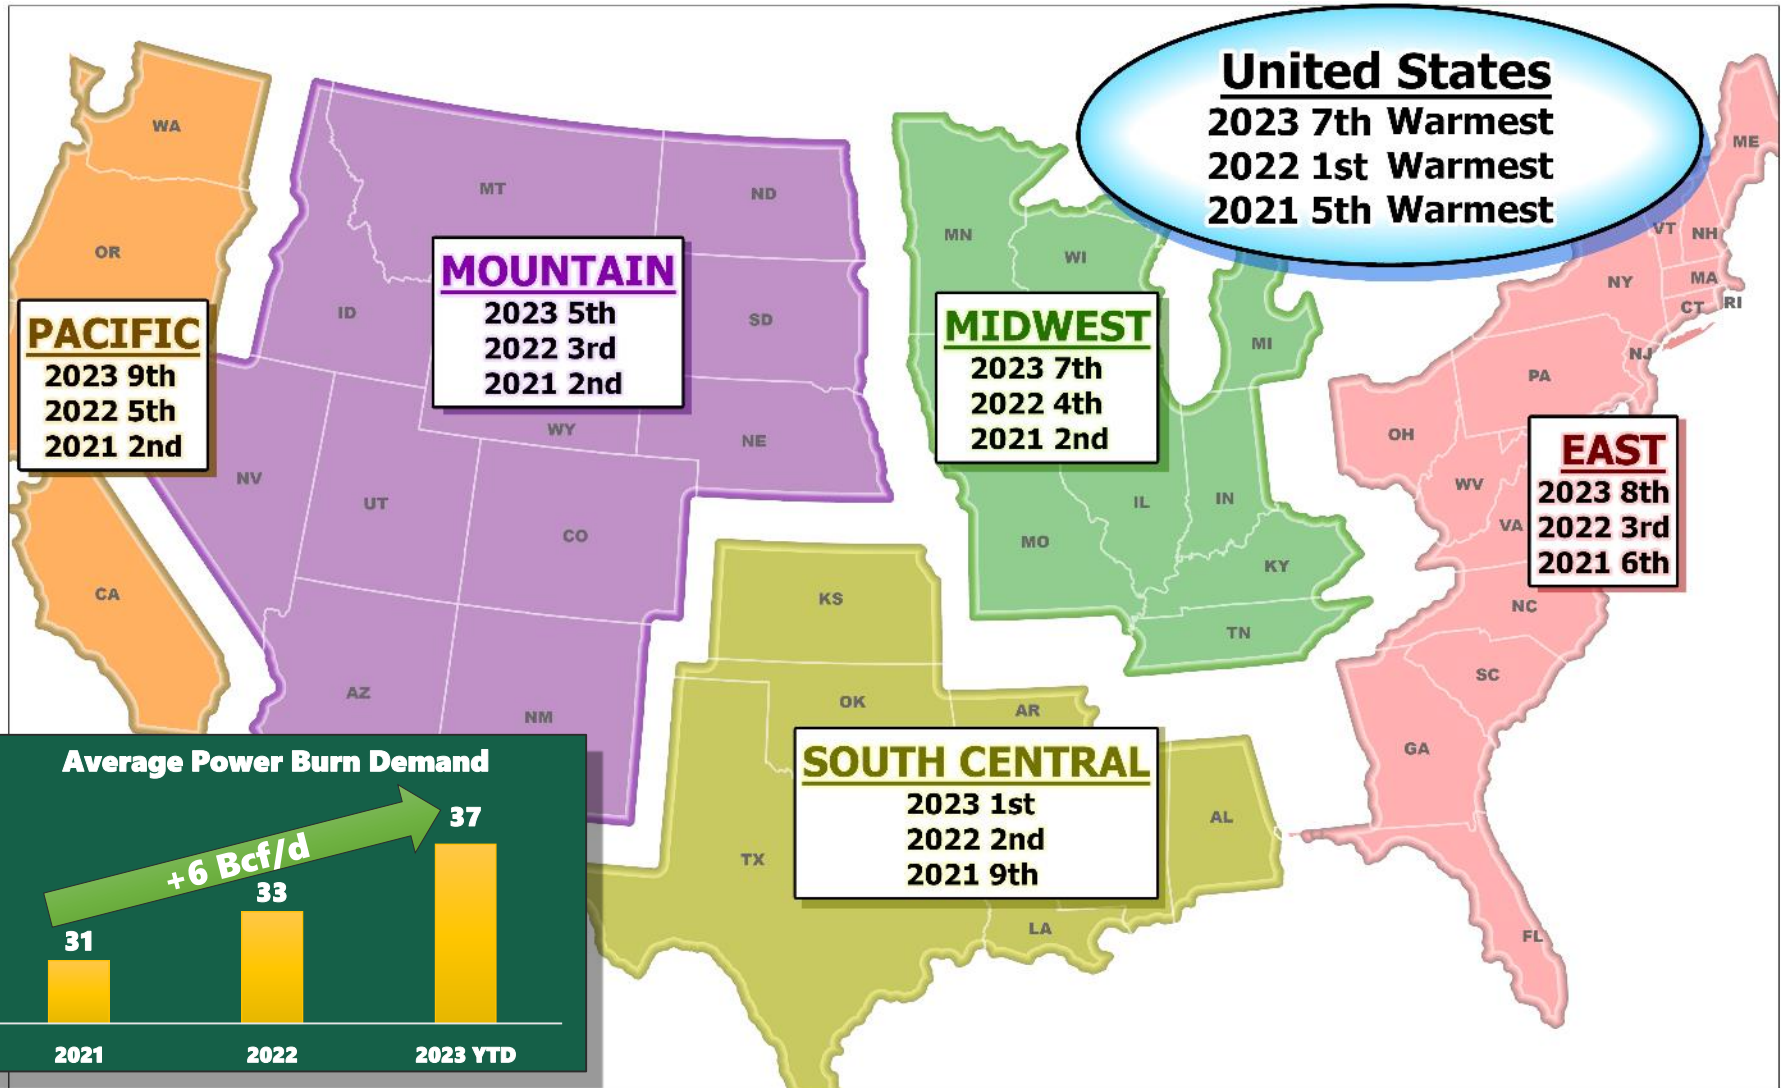 United States
2023 7th Warmest
2022 1st Warmest
2021 5th Warmest
WA
OR
CA
PACIFIC
2023 9th
2022 5th
2021 2nd
MT
ND
ID
SD
WY
NE
NV
UT
CO
AZ
NM
MOUNTAIN
2023 5th
2022 3rd
2021 2nd
MN
WI
MI
IL
IN
MO
KY
TN
MIDWEST
2023 7th
2022 4th
2021 2nd
ME
VT
NH
NY
MA
CT
RI
NJ
PA
OH
WV
VA
NC
SC
GA
FL
EAST
2023 8th
2022 3rd
2021 6th
KS
OK
AR
TX
LA
AL
SOUTH CENTRAL
2023 1st
2022 2nd
2021 9th
Average Power Burn Demand
+6 Bcf/d
31
33
37
2021
2022
2023 YTD